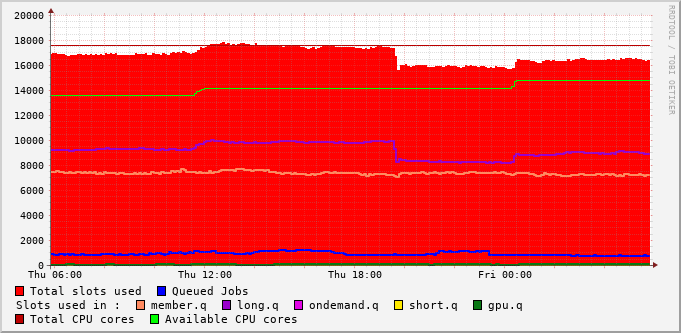 20000
18000
16000
14000
12000
10000
8000
6000
4000
2000
0
Thu 06:00 Thu 12:00 Thu 18:00 Fri 00:00
Total slots used Queued Jobs
Slots used in : member.q long.q ondemand.q short.q gpu.q
Total CPU cores Available CPU cores
RRDTOOL / TOBI OETIKER